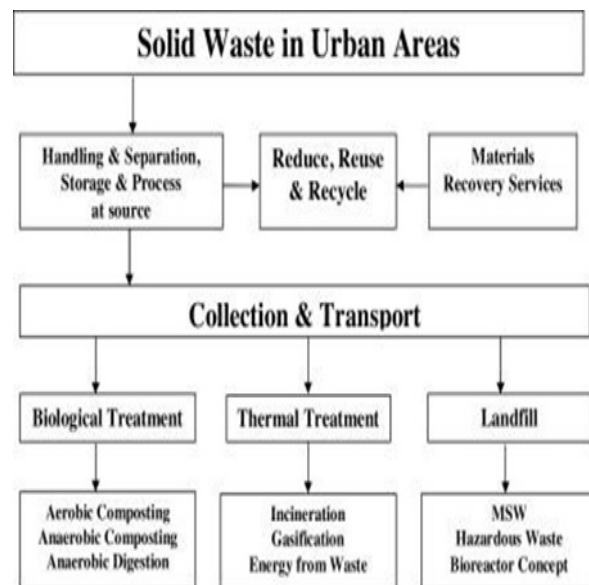 Solid Waste in Urban Areas
Handling & Separation,
Storage & Process
at source
Reduce, Reuse
& Recycle
Materials
Recovery Services
Collection & Transport
Biological Treatment
Thermal Treatment
Landfill
Aerobic Composting
Anaerobic Composting
Anaerobic Digestion
Incineration
Gasification
Energy from Waste
MSW
Hazardous Waste
Bioreactor Concept